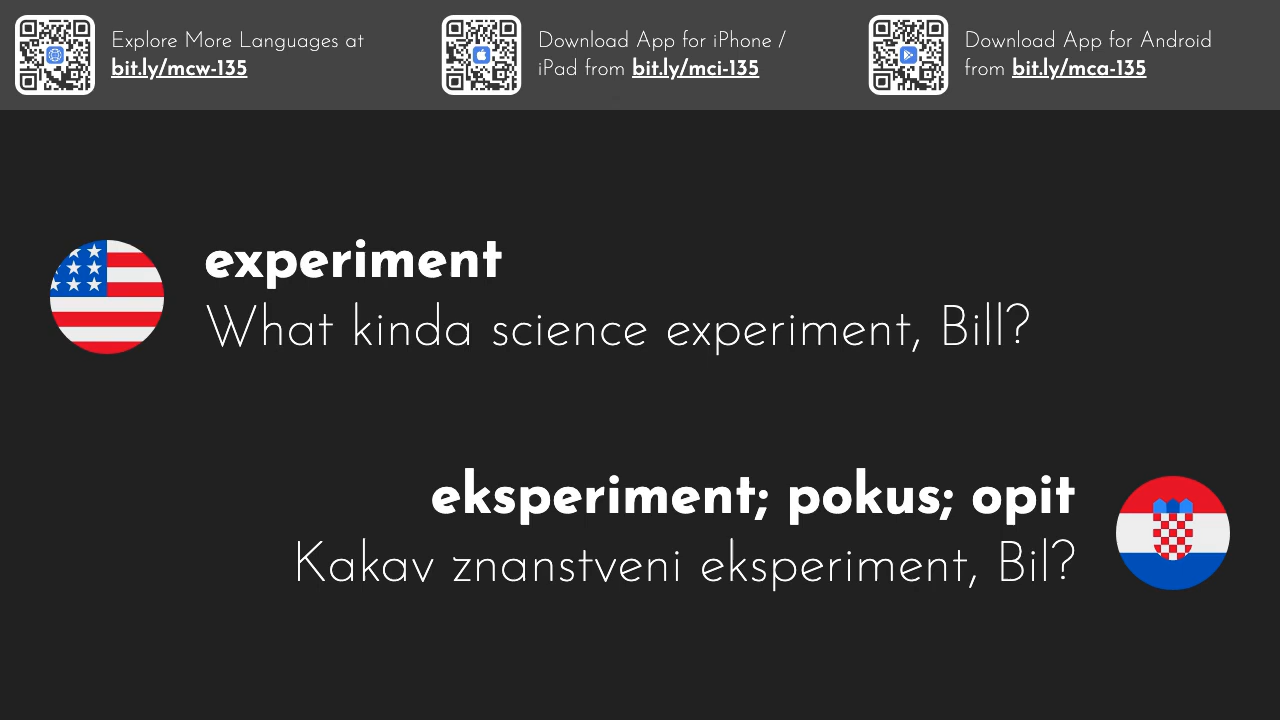 Explore More Languages at
bit.ly/mcw-135
Download App for iPhone /
iPad from bit.ly/mci-135
Download App for Android
from bit.ly/mca-135
experiment
What kinda science experiment, Bill?
eksperiment; pokus; opit
Kakav znanstveni eksperiment, Bil?